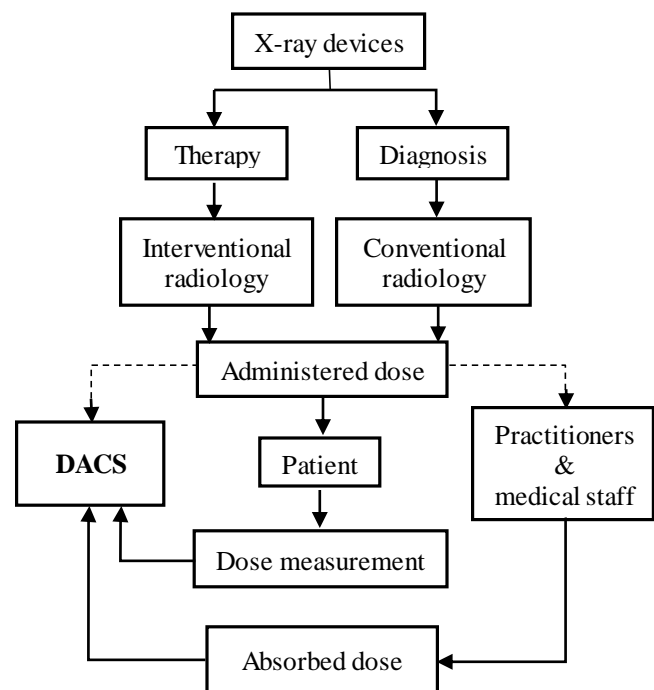 X-ray devices
Therapy
Diagnosis
Interventional
radiology
Conventional
radiology
Administered dose
DACS
Patient
Practitioners
&
medical staff
Dose measurement
Absorbed dose